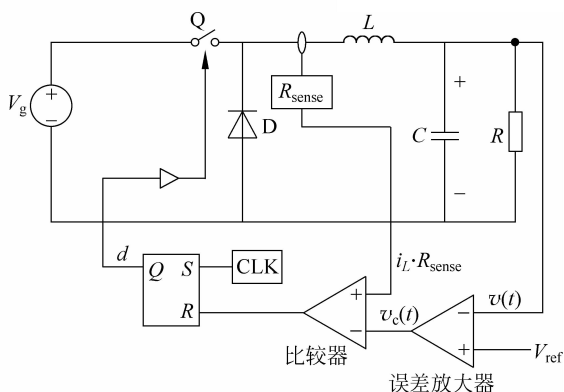 Q
L
V_g
+
−
R_sense
D
C
+
−
R
d
Q
S
R
CLK
i_L·R_sense
+
−
v_c(t)
比较器
v(t)
−
+
V_ref
误差放大器